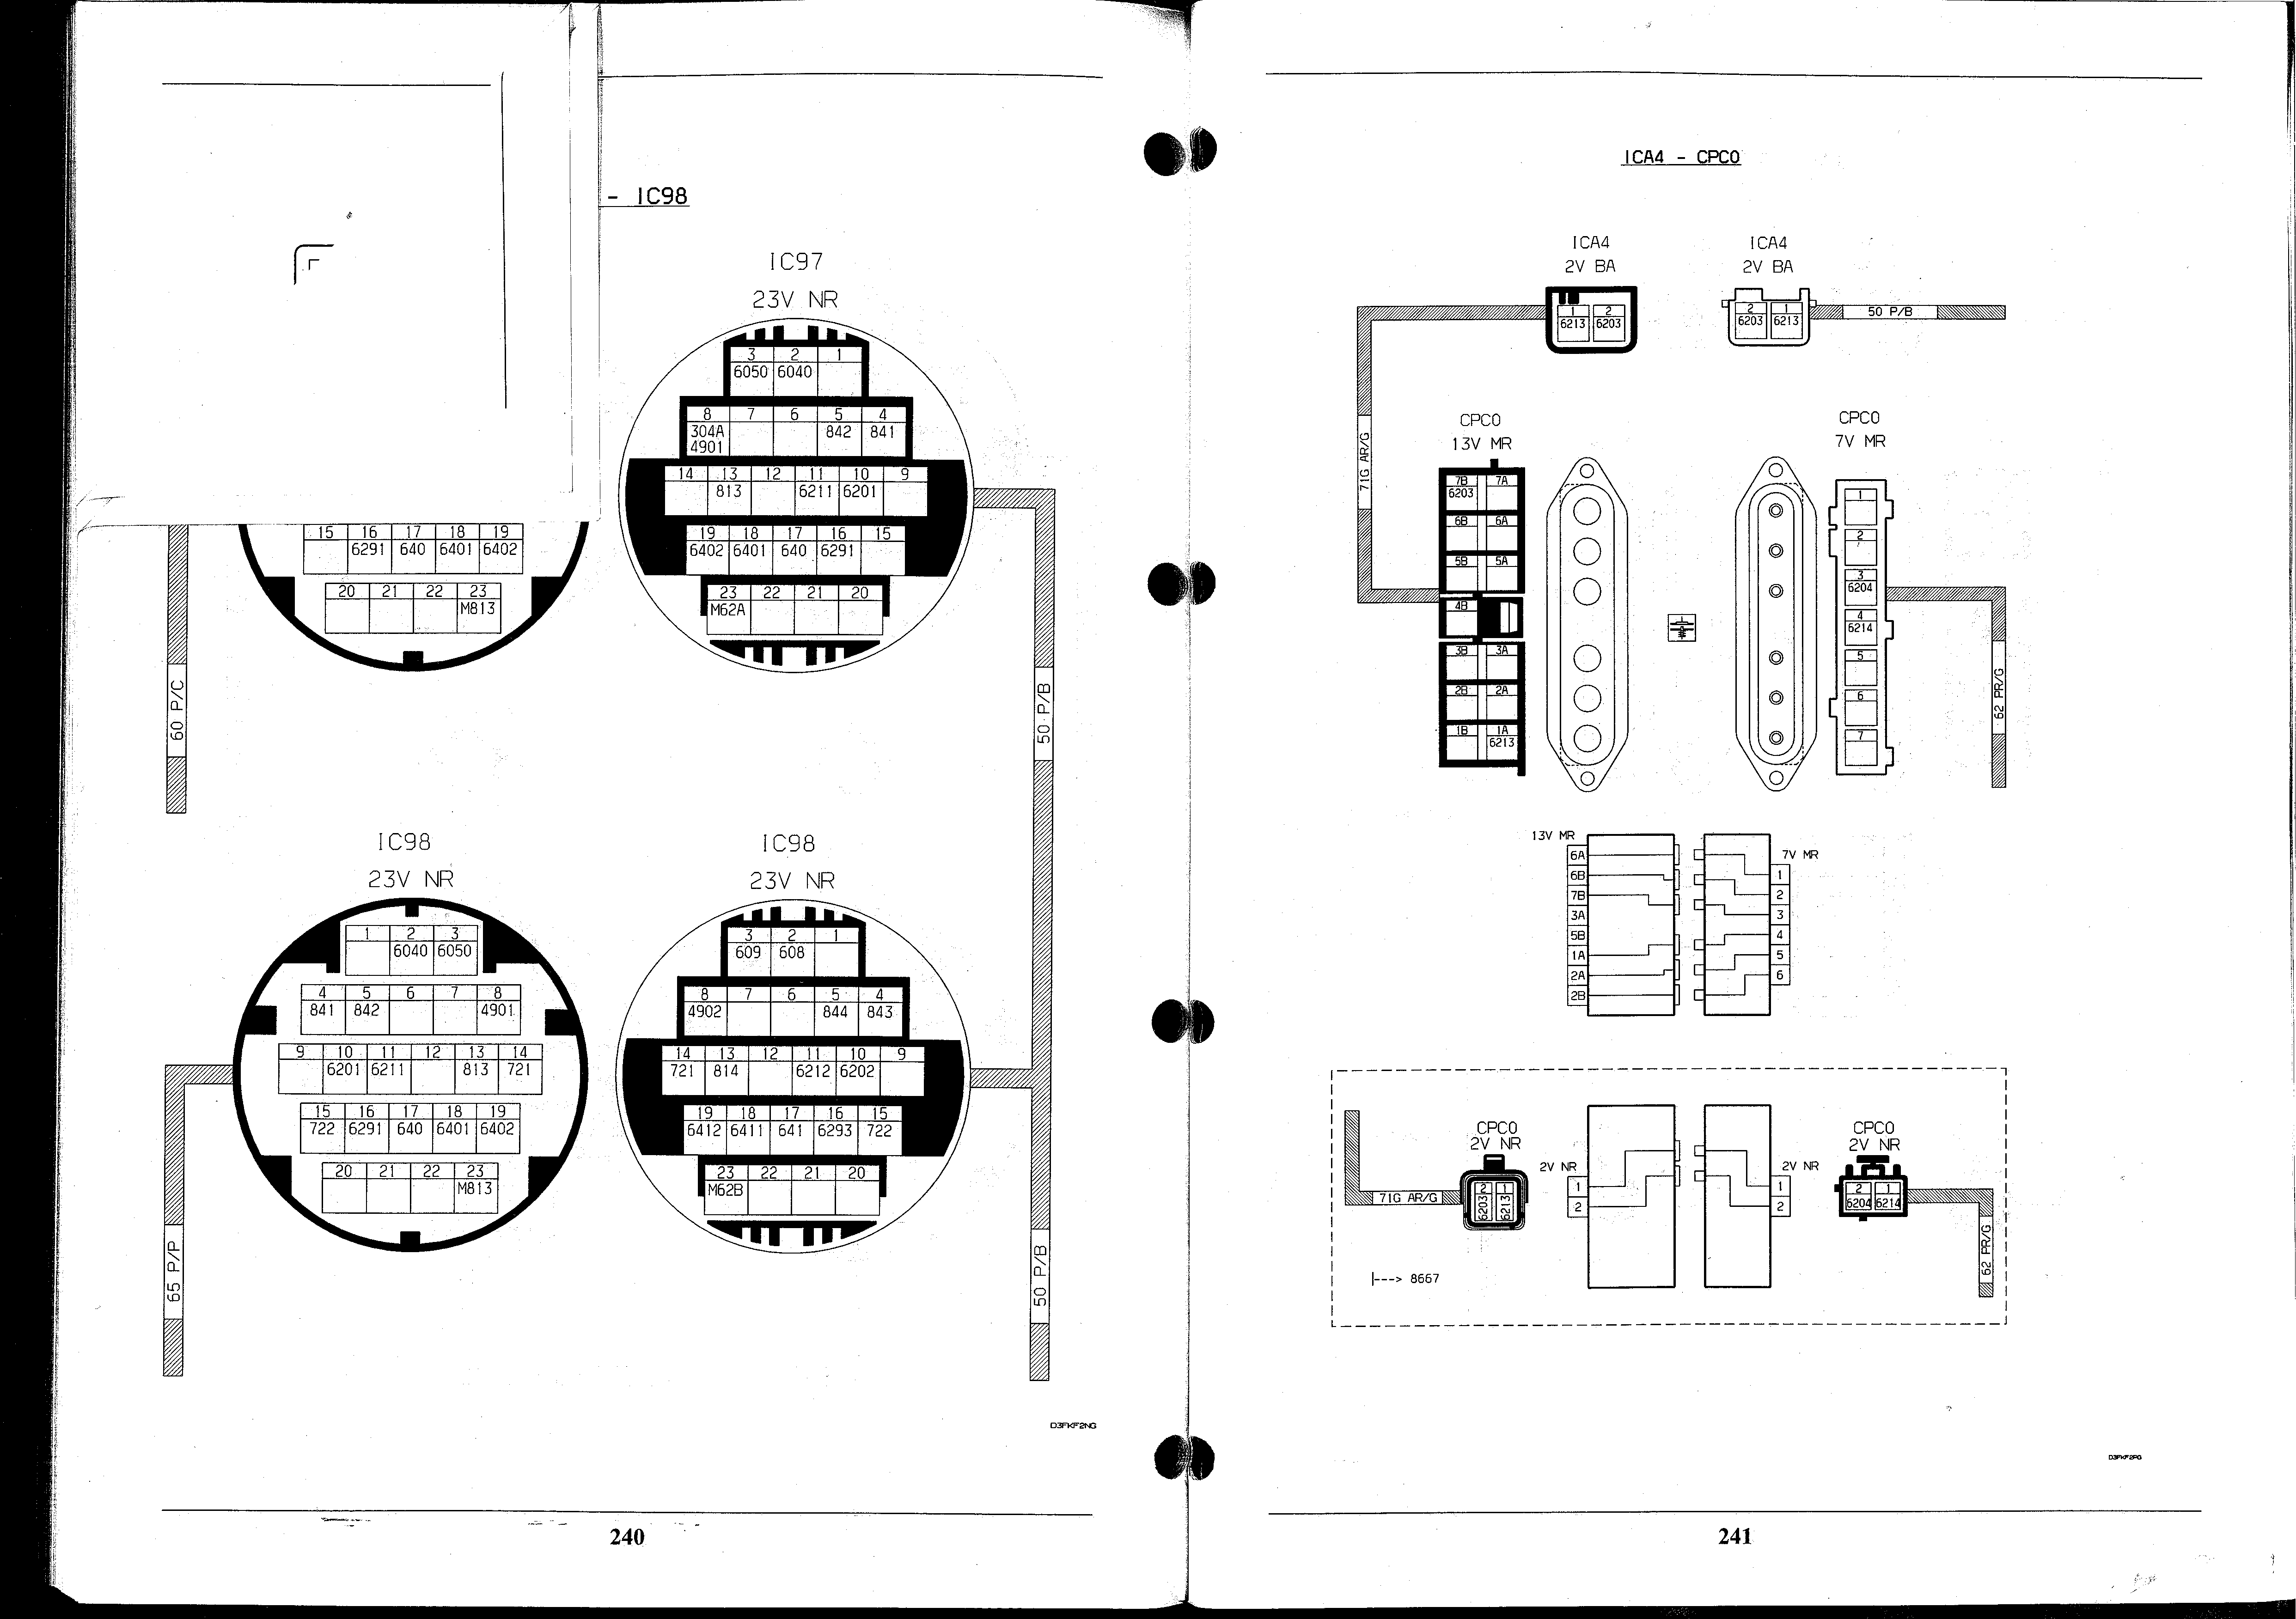 - IC98
IC97
23V NR
3 2 1
6050 6040
8 7 6 5 4
304A 842 841
4901
14 13 12 11 10 9
813 6211 6201
19 18 17 16 15
6402 6401 640 6291
23 22 21 20
M62A
15 16 17 18 19
6291 640 6401 6402
20 21 22 23
M813
60 P/C
50 P/B
IC98
23V NR
1 2 3
6040 6050
4 5 6 7 8
841 842 4901
9 10 11 12 13 14
6201 6211 813 721
15 16 17 18 19
722 6291 640 6401 6402
20 21 22 23
M813
65 P/P
IC98
23V NR
3 2 1
609 608
8 7 6 5 4
4902 844 843
14 13 12 11 10 9
721 814 6212 6202
19 18 17 16 15
6412 6411 641 6293 722
23 22 21 20
M62B
50 P/B
D3FKF2NG
240
ICA4 - CPC0
ICA4
2V BA
1 2
6213 6203
ICA4
2V BA
2 1
6203 6213
50 P/B
71G AR/G
CPC0
13V MR
7B 7A
6203
6B 6A
5B 5A
4B
3B 3A
2B 2A
1B 1A
6213
CPC0
7V MR
1
2
3
6204
4
6214
5
6
7
62 PR/G
13V MR
6A
6B
7B
3A
5B
1A
2A
2B
7V MR
1
2
3
4
5
6
CPC0
2V NR
2 1
6203 6213
71G AR/G
2V NR
1
2
2V NR
1
2
CPC0
2V NR
2 1
6204 6214
62 PR/G
|---> 8667
D3FKF2PG
241